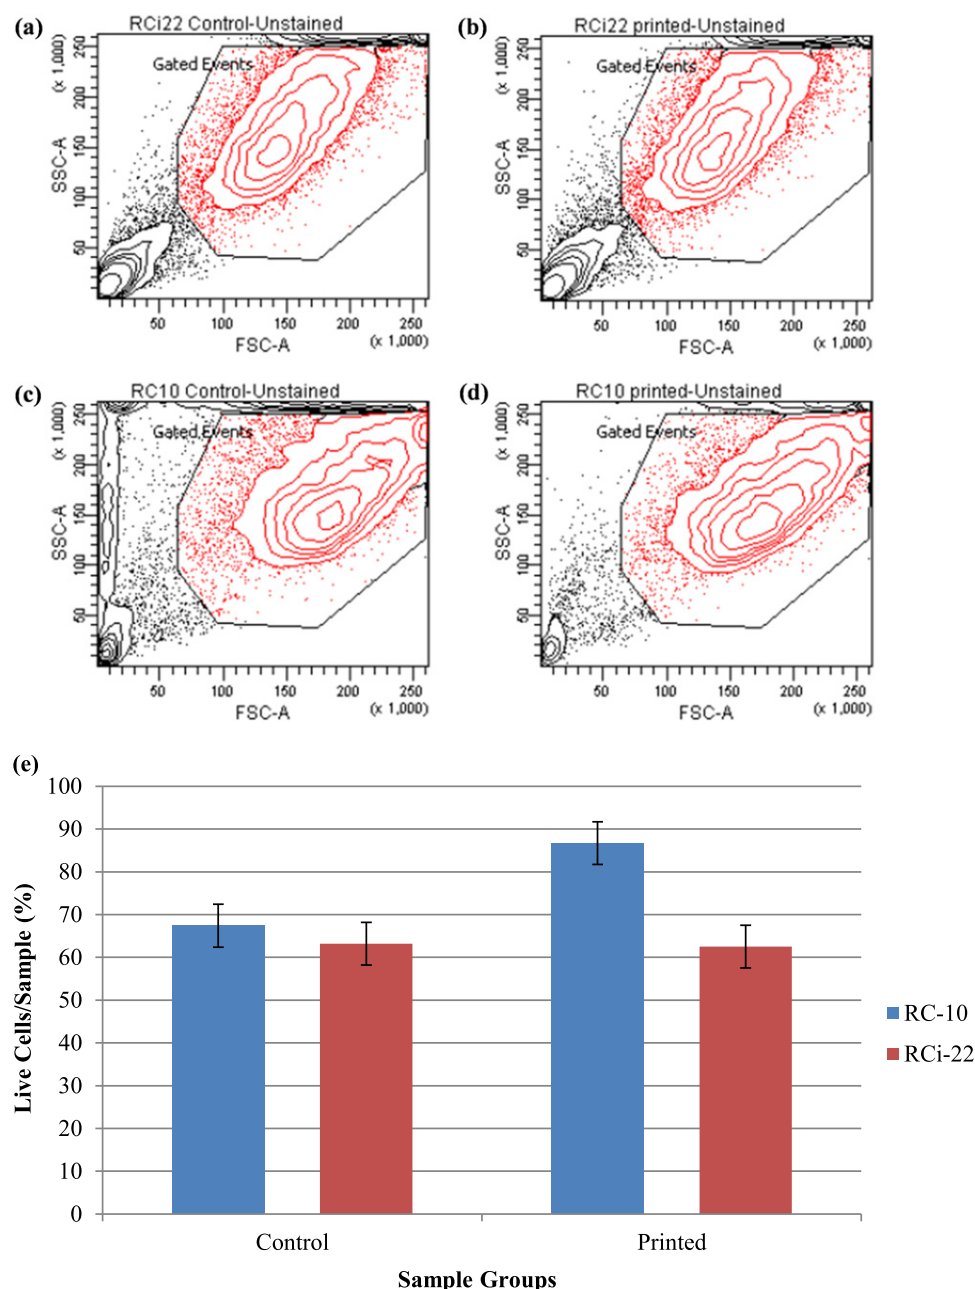 (a)
RCi22 Control-Unstained
Gated Events
(x 1,000)
250
200
150
100
50
SSC-A
50 100 150 200 250
FSC-A
(x 1,000)
(b)
RCi22 printed-Unstained
Gated Events
(x 1,000)
250
200
150
100
50
SSC-A
50 100 150 200 250
FSC-A
(x 1,000)
(c)
RC10 Control-Unstained
Gated Events
(x 1,000)
250
200
150
100
50
SSC-A
50 100 150 200 250
FSC-A
(x 1,000)
(d)
RC10 printed-Unstained
Gated Events
(x 1,000)
250
200
150
100
50
SSC-A
50 100 150 200 250
FSC-A
(x 1,000)
(e)
100
90
80
70
60
50
40
30
20
10
0
Live Cells/Sample (%)
Control Printed
Sample Groups
RC-10
RCi-22